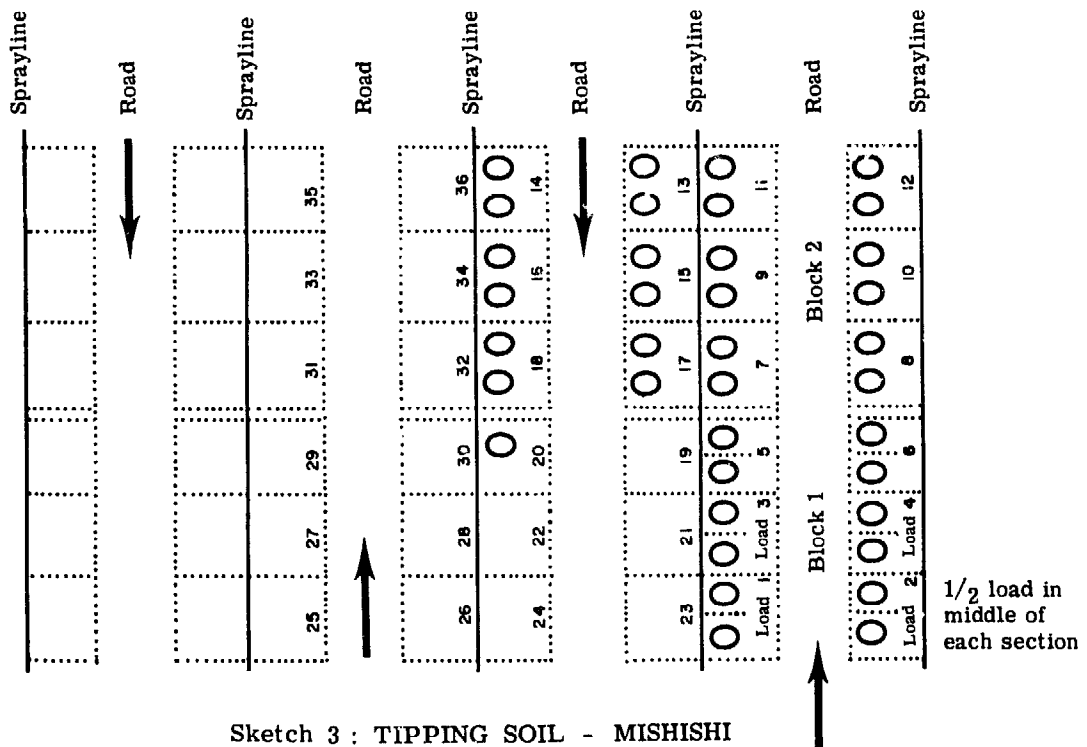 Sprayline
Road
Sprayline
Road
Sprayline
Road
Sprayline
Road
Sprayline
35
36
14
13
11
12
33
34
16
15
9
Block 2
10
31
32
18
17
7
8
29
30
20
19
5
6
27
28
22
21
Load 3
Block 1
Load 4
25
26
24
23
Load 1
Load 2
1/2 load in
middle of
each section
Sketch 3 : TIPPING SOIL - MISHISHI